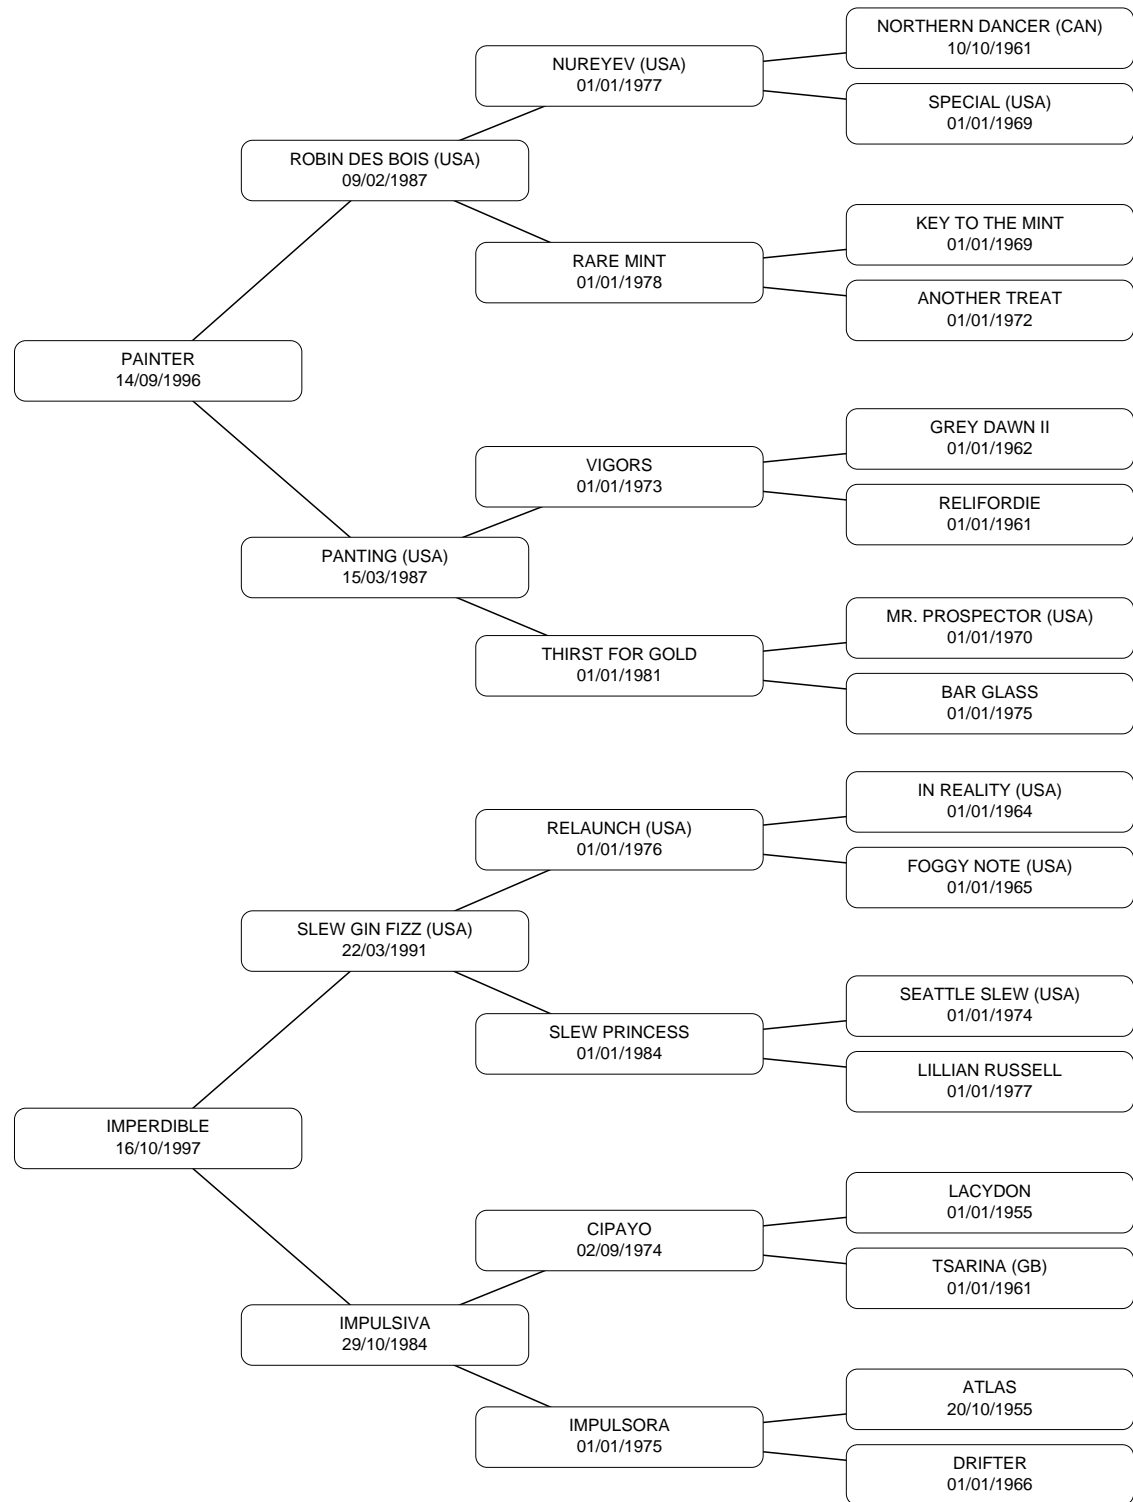 NORTHERN DANCER (CAN)
10/10/1961
NUREYEV (USA)
01/01/1977
SPECIAL (USA)
01/01/1969
ROBIN DES BOIS (USA)
09/02/1987
KEY TO THE MINT
01/01/1969
RARE MINT
01/01/1978
ANOTHER TREAT
01/01/1972
PAINTER
14/09/1996
GREY DAWN II
01/01/1962
VIGORS
01/01/1973
RELIFORDIE
01/01/1961
PANTING (USA)
15/03/1987
MR. PROSPECTOR (USA)
01/01/1970
THIRST FOR GOLD
01/01/1981
BAR GLASS
01/01/1975
IN REALITY (USA)
01/01/1964
RELAUNCH (USA)
01/01/1976
FOGGY NOTE (USA)
01/01/1965
SLEW GIN FIZZ (USA)
22/03/1991
SEATTLE SLEW (USA)
01/01/1974
SLEW PRINCESS
01/01/1984
LILLIAN RUSSELL
01/01/1977
IMPERDIBLE
16/10/1997
LACYDON
01/01/1955
CIPAYO
02/09/1974
TSARINA (GB)
01/01/1961
IMPULSIVA
29/10/1984
ATLAS
20/10/1955
IMPULSORA
01/01/1975
DRIFTER
01/01/1966